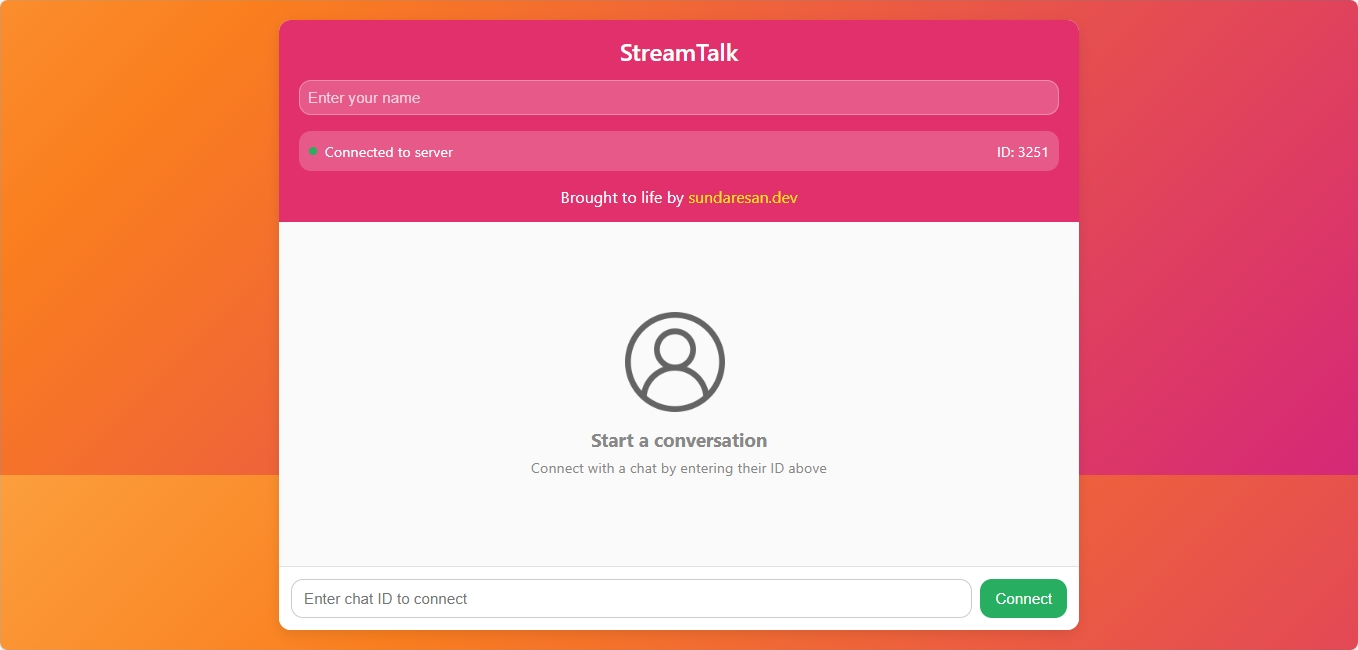 StreamTalk
Enter your name
Connected to server ID: 3251
Brought to life by sundaresan.dev
Start a conversation
Connect with a chat by entering their ID above
Enter chat ID to connect Connect